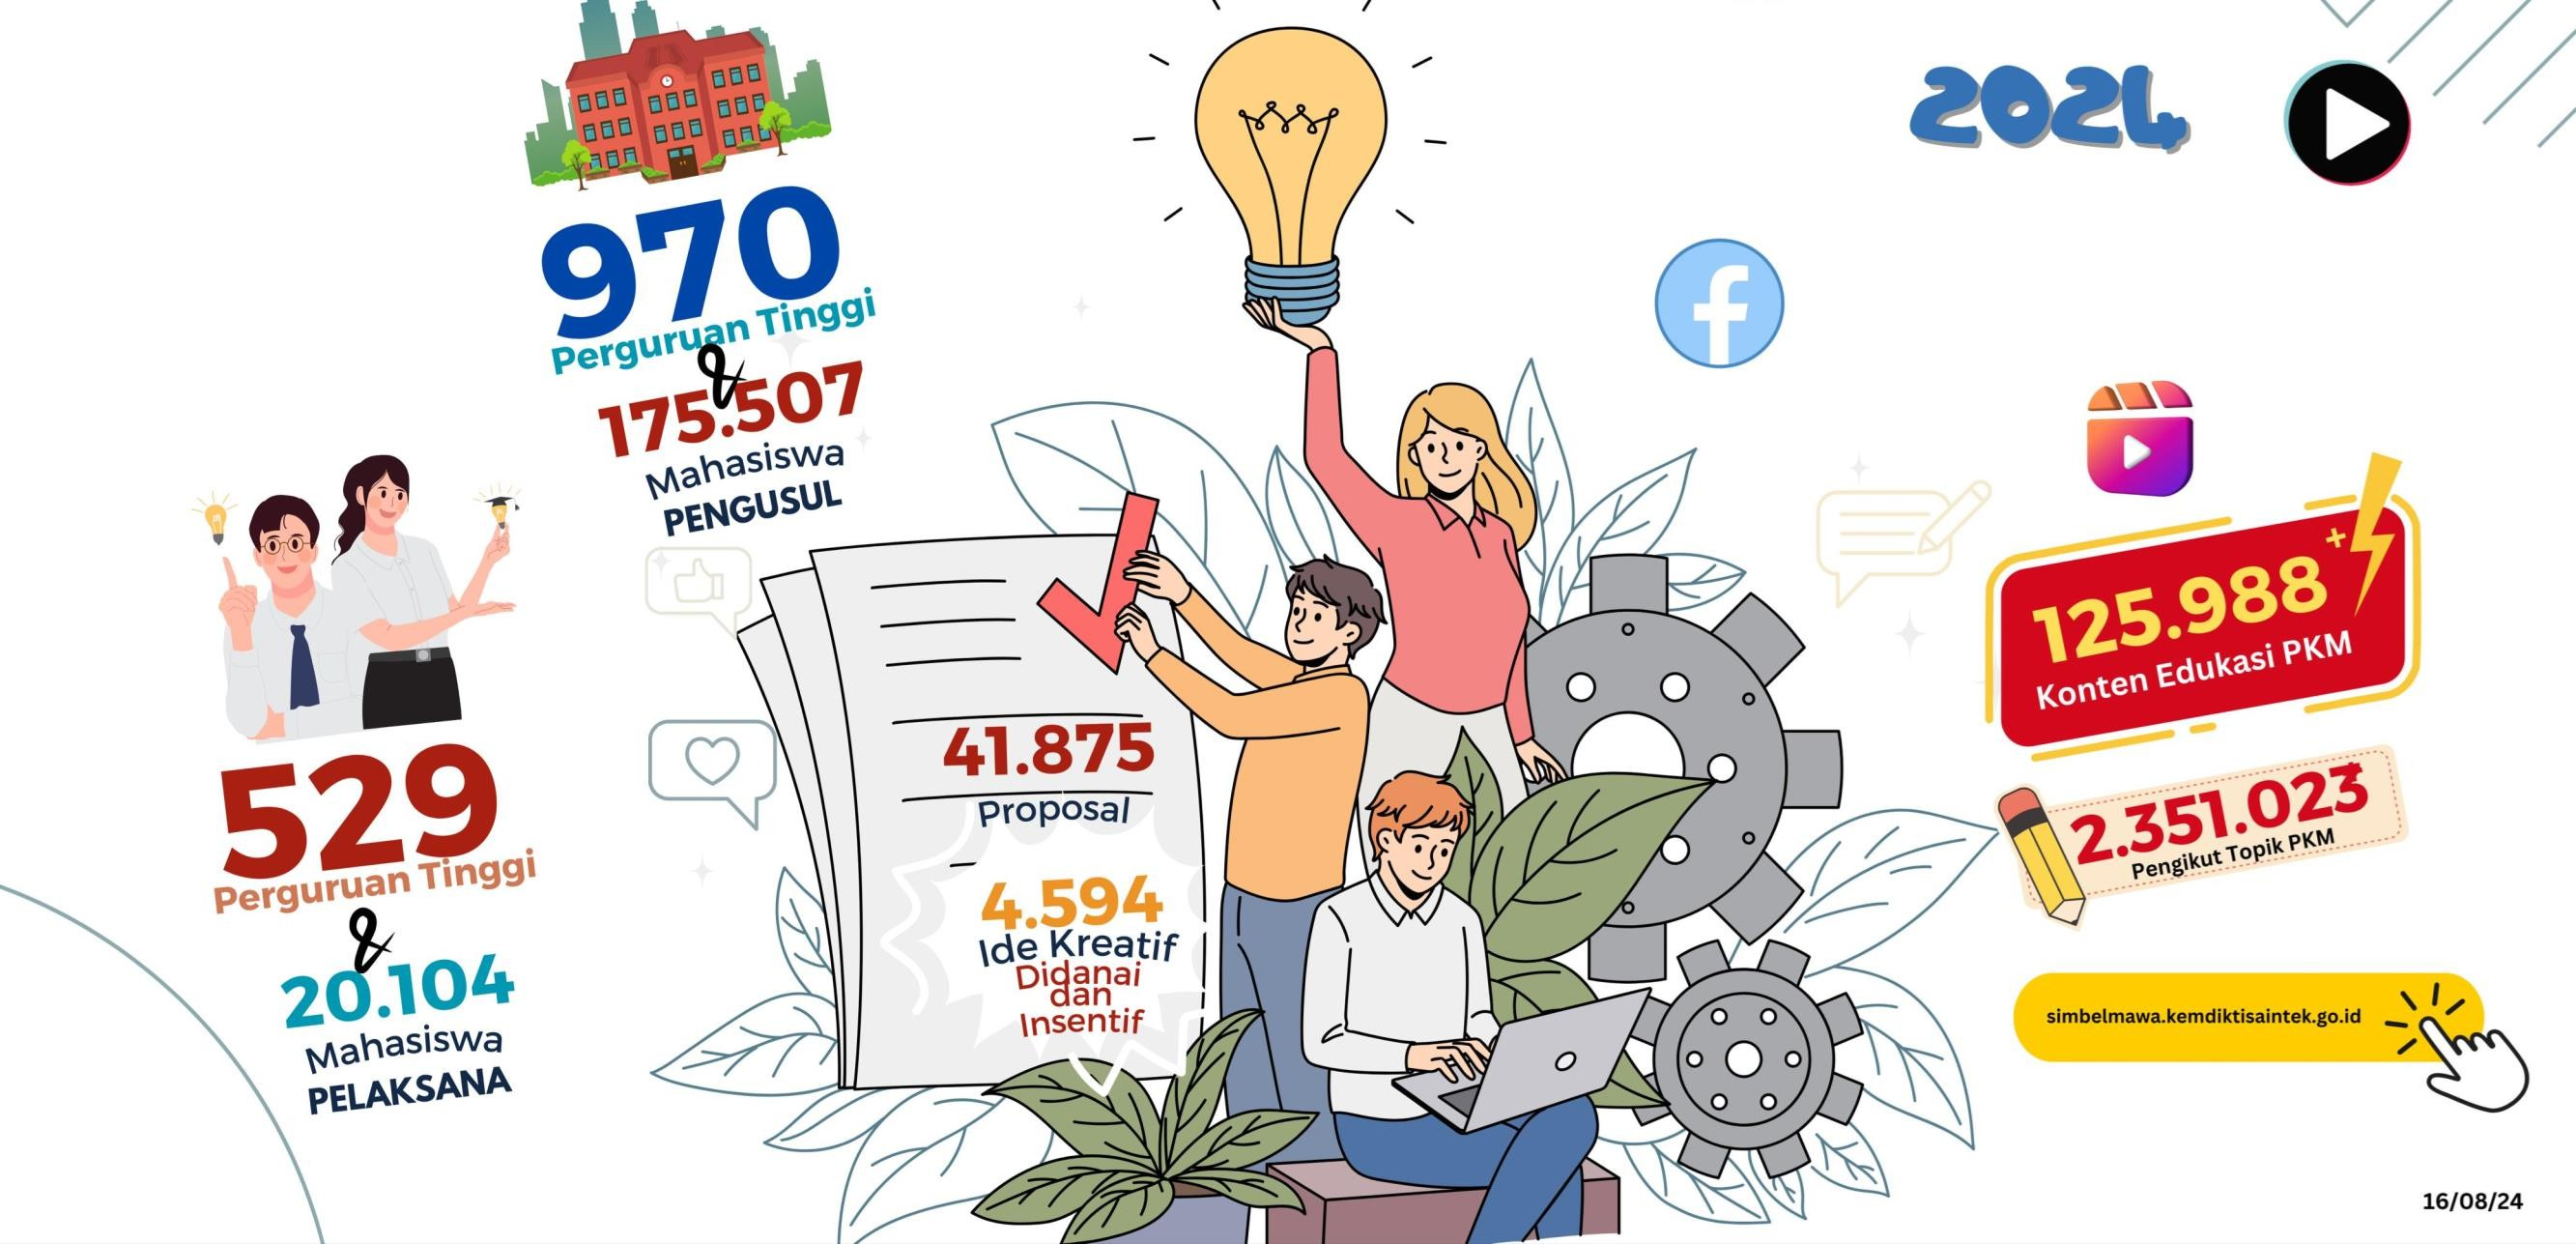 2024
970
Perguruan Tinggi
&
175.507
Mahasiswa
PENGUSUL
529
Perguruan Tinggi
&
20.104
Mahasiswa
PELAKSANA
41.875
Proposal
4.594
Ide Kreatif
Didanai
dan
Insentif
125.988+
Konten Edukasi PKM
2.351.023+
Pengikut Topik PKM
simbelmawa.kemdiktisaintek.go.id
16/08/24